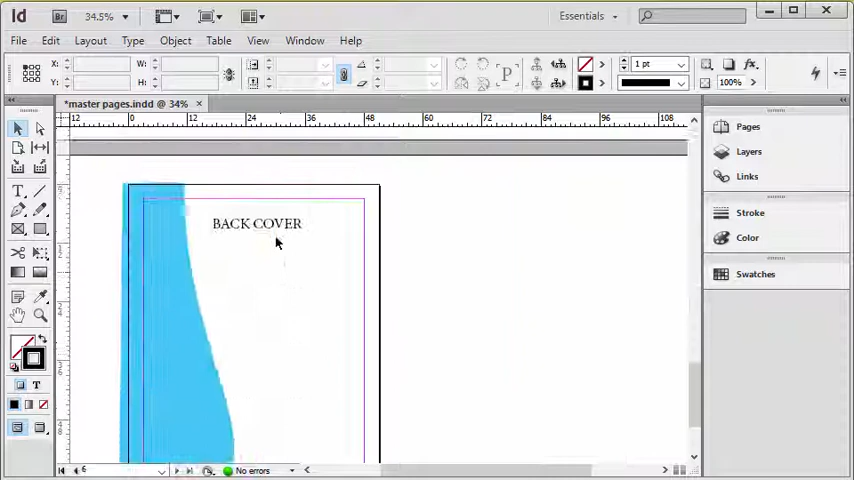 Id Br 34.5% Essentials
File Edit Layout Type Object Table View Window Help
X: W: 1 pt
Y: H: 100%
*master pages.indd @ 34% ×
12 0 12 24 36 48 60 72 84 96 108
Pages
Layers
Links
Stroke
Color
Swatches
BACK COVER
6 No errors